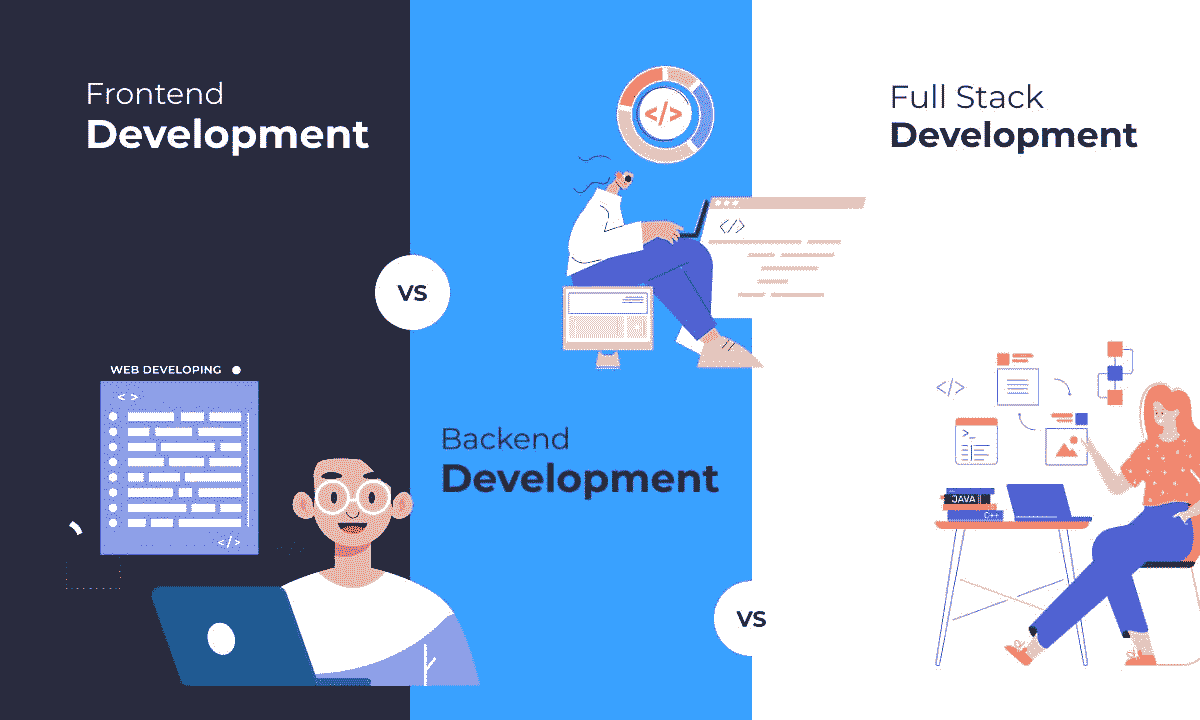 Frontend
Development
VS
WEB DEVELOPING
< >
</>
</>
</>
Backend
Development
VS
Full Stack
Development
</>
>_
JAVA
C++